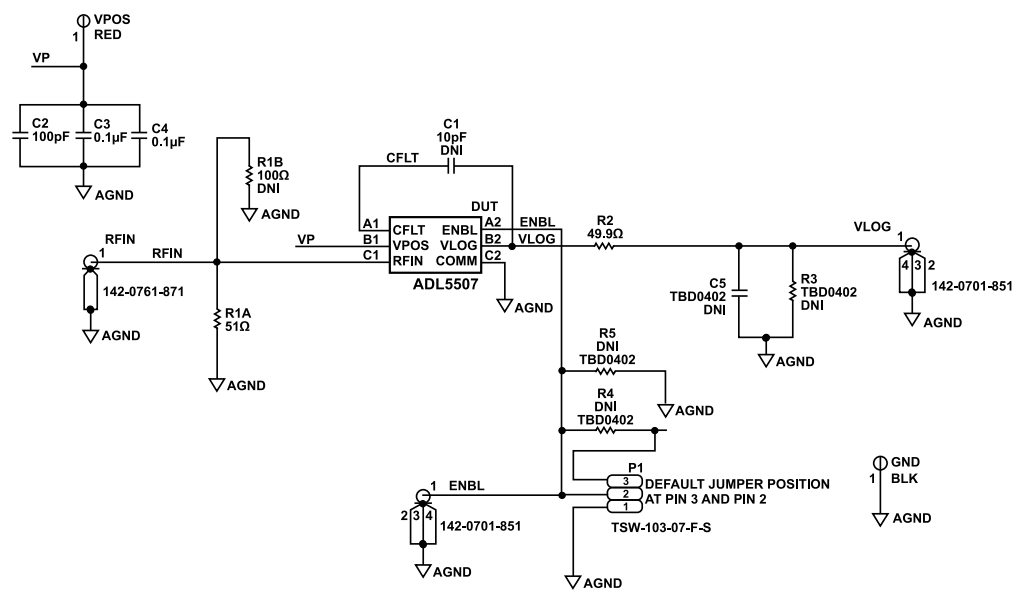 VPOS
RED
1
VP
C2
100pF
C3
0.1µF
C4
0.1µF
AGND
R1B
100Ω
DNI
AGND
C1
10pF
DNI
CFLT
DUT
A1
CFLT
ENBL
A2
ENBL
VP
B1
VPOS
VLOG
B2
VLOG
C1
RFIN
COMM
C2
ADL5507
AGND
RFIN
1
RFIN
142-0761-871
AGND
R1A
51Ω
AGND
R2
49.9Ω
VLOG
1
4 3 2
142-0701-851
AGND
C5
TBD0402
DNI
R3
TBD0402
DNI
AGND
R5
DNI
TBD0402
AGND
R4
DNI
TBD0402
P1
3
2
1
DEFAULT JUMPER POSITION
AT PIN 3 AND PIN 2
TSW-103-07-F-S
AGND
1
ENBL
2 3 4
142-0701-851
AGND
GND
1
BLK
AGND